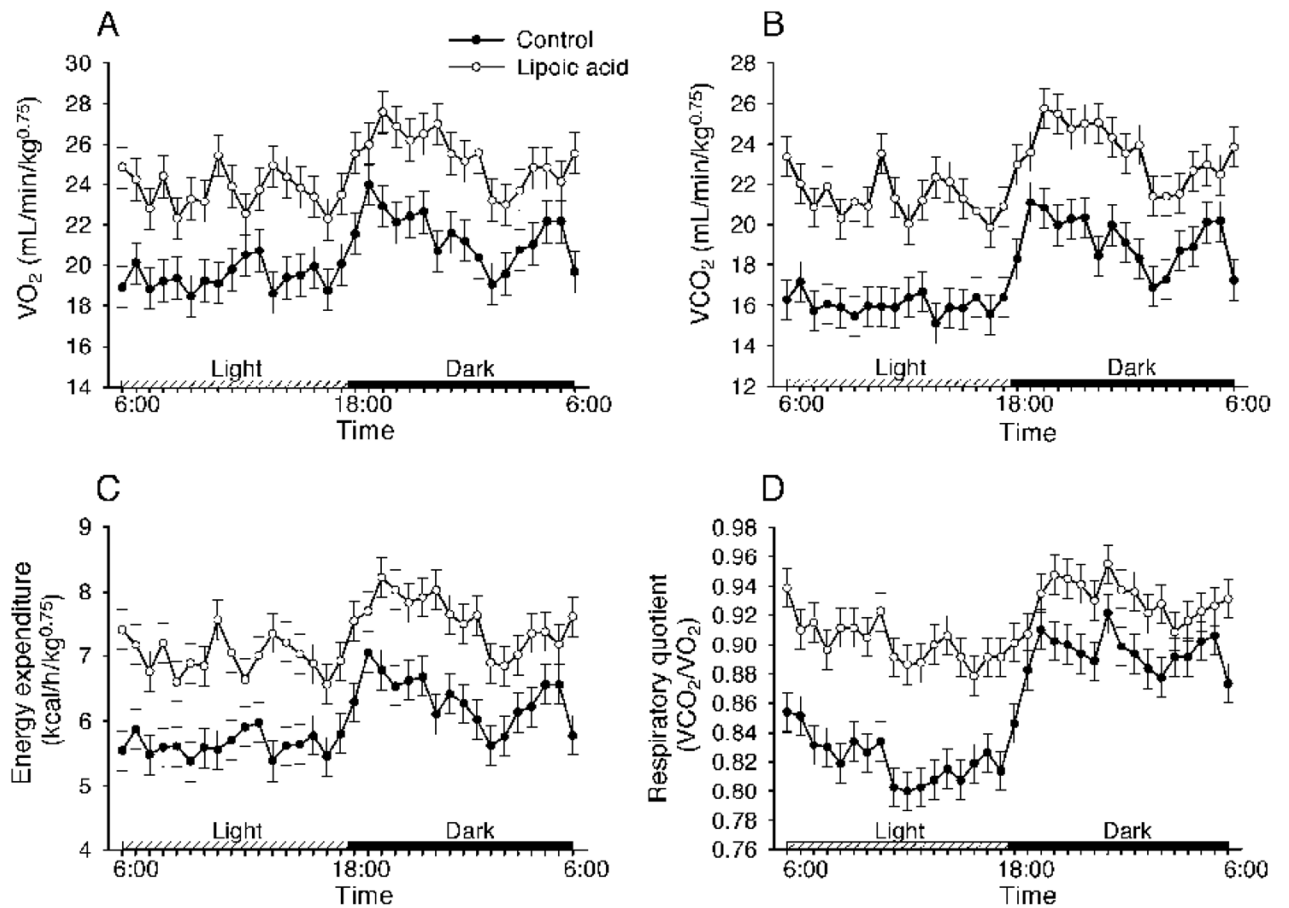 A
Control
Lipoic acid
VO2 (mL/min/kg0.75)
30
28
26
24
22
20
18
16
14
Light
Dark
6:00
18:00
6:00
Time
B
VCO2 (mL/min/kg0.75)
28
26
24
22
20
18
16
14
12
Light
Dark
6:00
18:00
6:00
Time
C
Energy expenditure
(kcal/h/kg0.75)
9
8
7
6
5
4
Light
Dark
6:00
18:00
6:00
Time
D
Respiratory quotient
(VCO2/VO2)
0.98
0.96
0.94
0.92
0.90
0.88
0.86
0.84
0.82
0.80
0.78
0.76
Light
Dark
6:00
18:00
6:00
Time